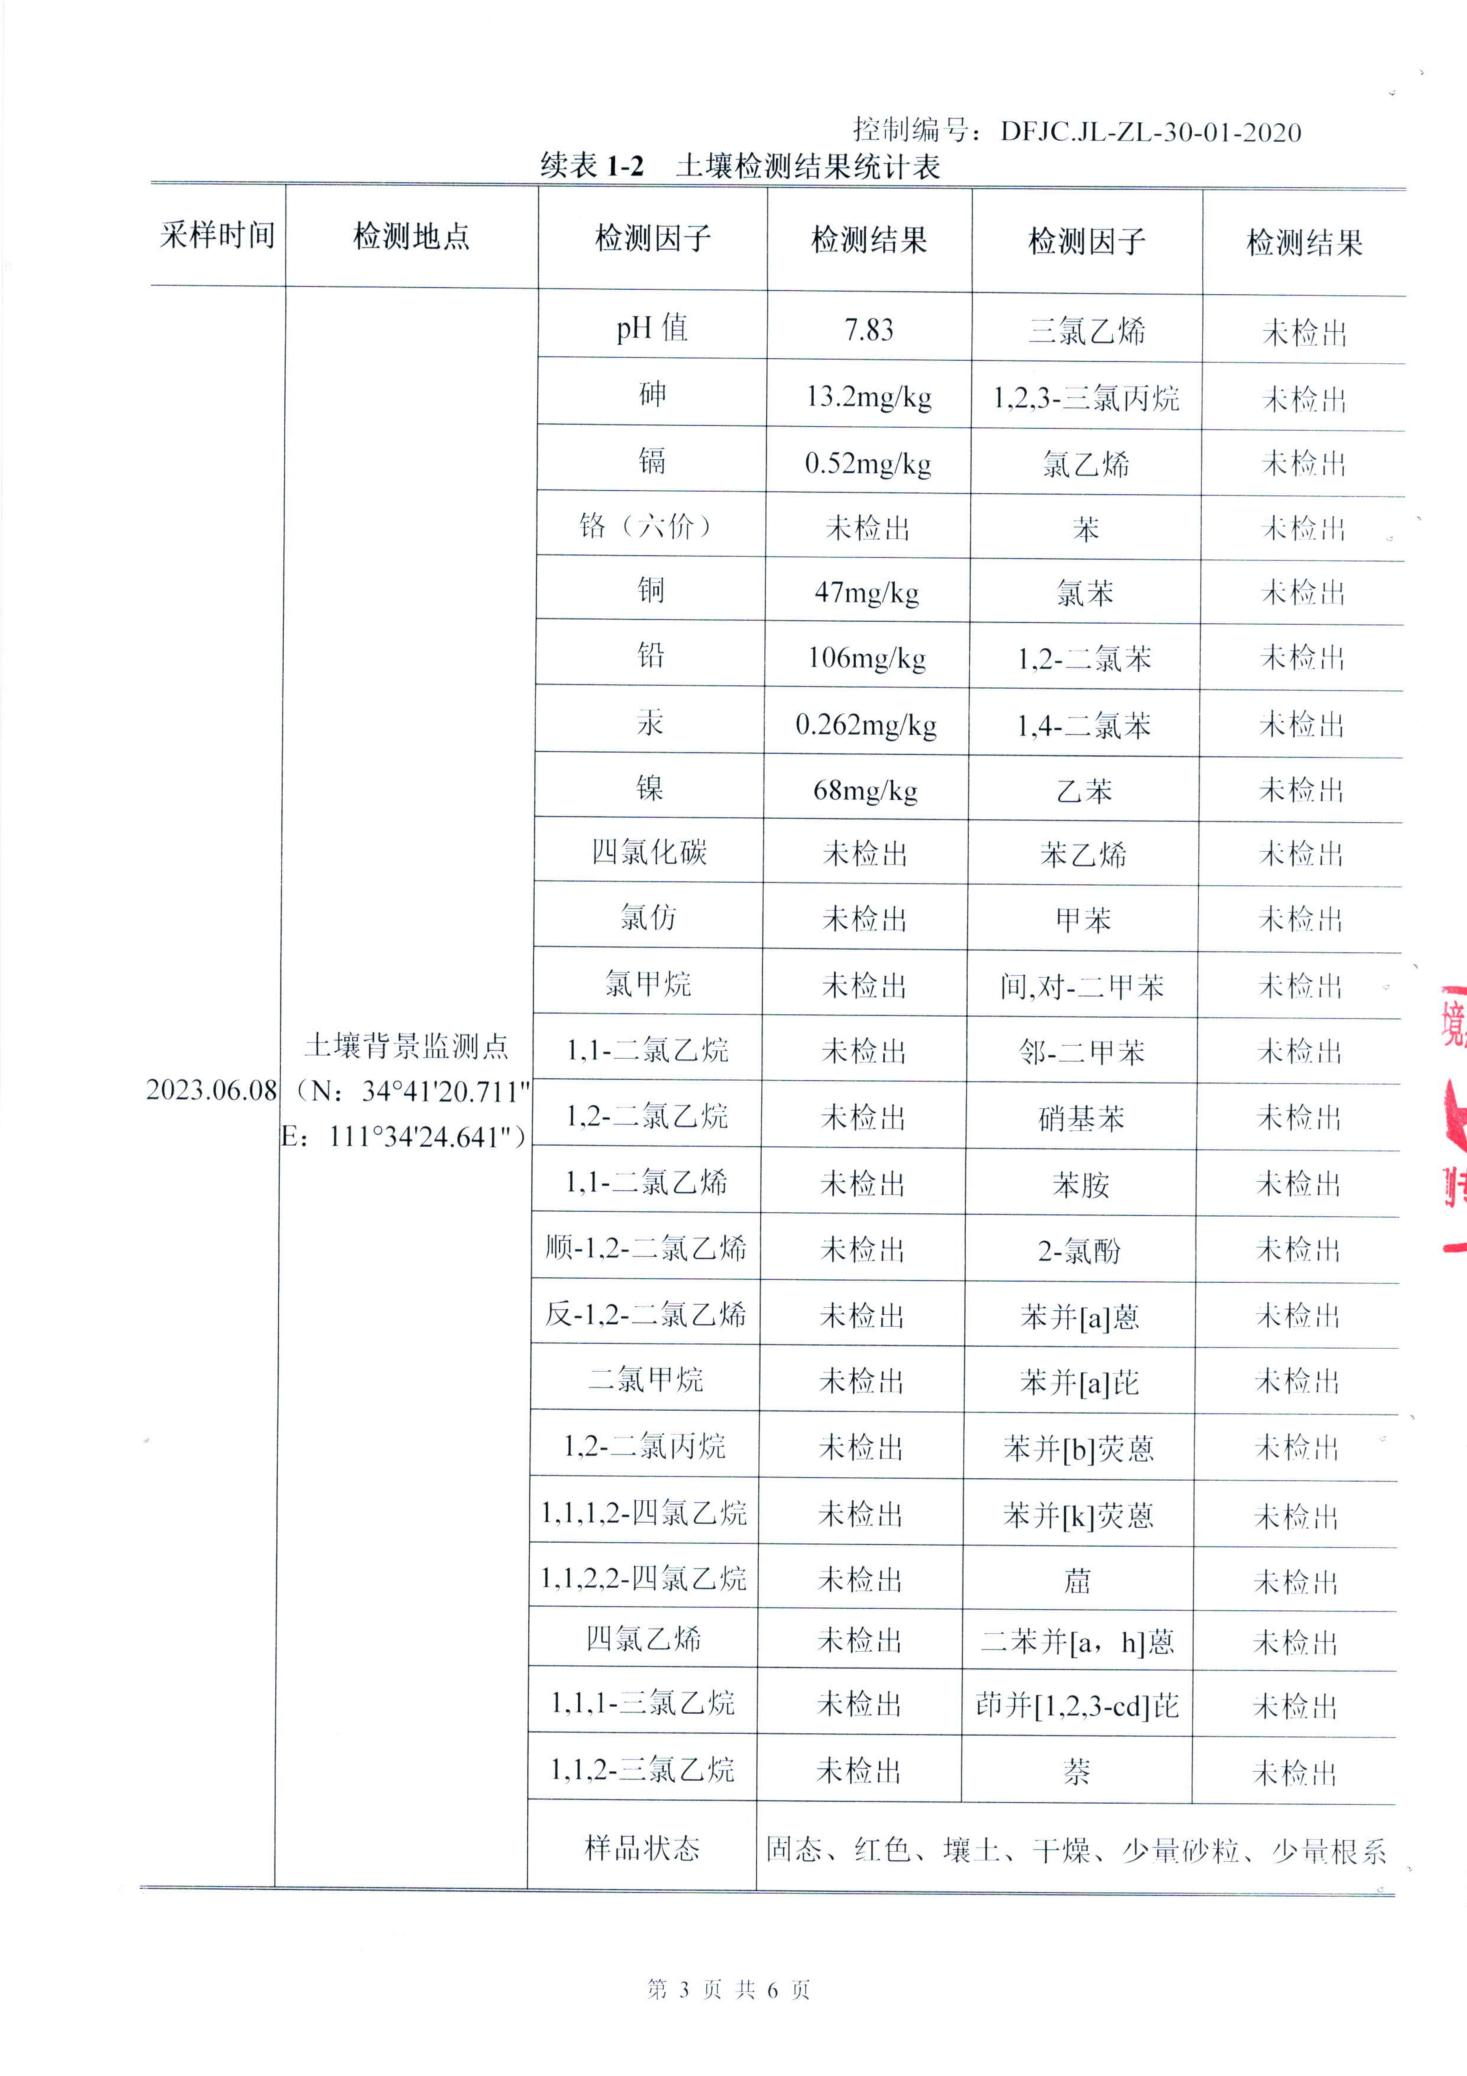 控制编号：DFJC.JL-ZL-30-01-2020
续表 1-2 土壤检测结果统计表
采样时间 检测地点 检测因子 检测结果 检测因子 检测结果
pH 值 7.83 三氯乙烯 未检出
砷 13.2mg/kg 1,2,3-三氯丙烷 未检出
镉 0.52mg/kg 氯乙烯 未检出
铬（六价） 未检出 苯 未检出
铜 47mg/kg 氯苯 未检出
铅 106mg/kg 1,2-二氯苯 未检出
汞 0.262mg/kg 1,4-二氯苯 未检出
镍 68mg/kg 乙苯 未检出
四氯化碳 未检出 苯乙烯 未检出
氯仿 未检出 甲苯 未检出
氯甲烷 未检出 间,对-二甲苯 未检出
土壤背景监测点 1,1-二氯乙烷 未检出 邻-二甲苯 未检出
2023.06.08 （N：34°41'20.711"
E：111°34'24.641"） 1,2-二氯乙烷 未检出 硝基苯 未检出
1,1-二氯乙烯 未检出 苯胺 未检出
顺-1,2-二氯乙烯 未检出 2-氯酚 未检出
反-1,2-二氯乙烯 未检出 苯并[a]蒽 未检出
二氯甲烷 未检出 苯并[a]芘 未检出
1,2-二氯丙烷 未检出 苯并[b]荧蒽 未检出
1,1,1,2-四氯乙烷 未检出 苯并[k]荧蒽 未检出
1,1,2,2-四氯乙烷 未检出 䓛 未检出
四氯乙烯 未检出 二苯并[a，h]蒽 未检出
1,1,1-三氯乙烷 未检出 茚并[1,2,3-cd]芘 未检出
1,1,2-三氯乙烷 未检出 萘 未检出
样品状态 固态、红色、壤土、干燥、少量砂粒、少量根系
境
测
第 3 页 共 6 页